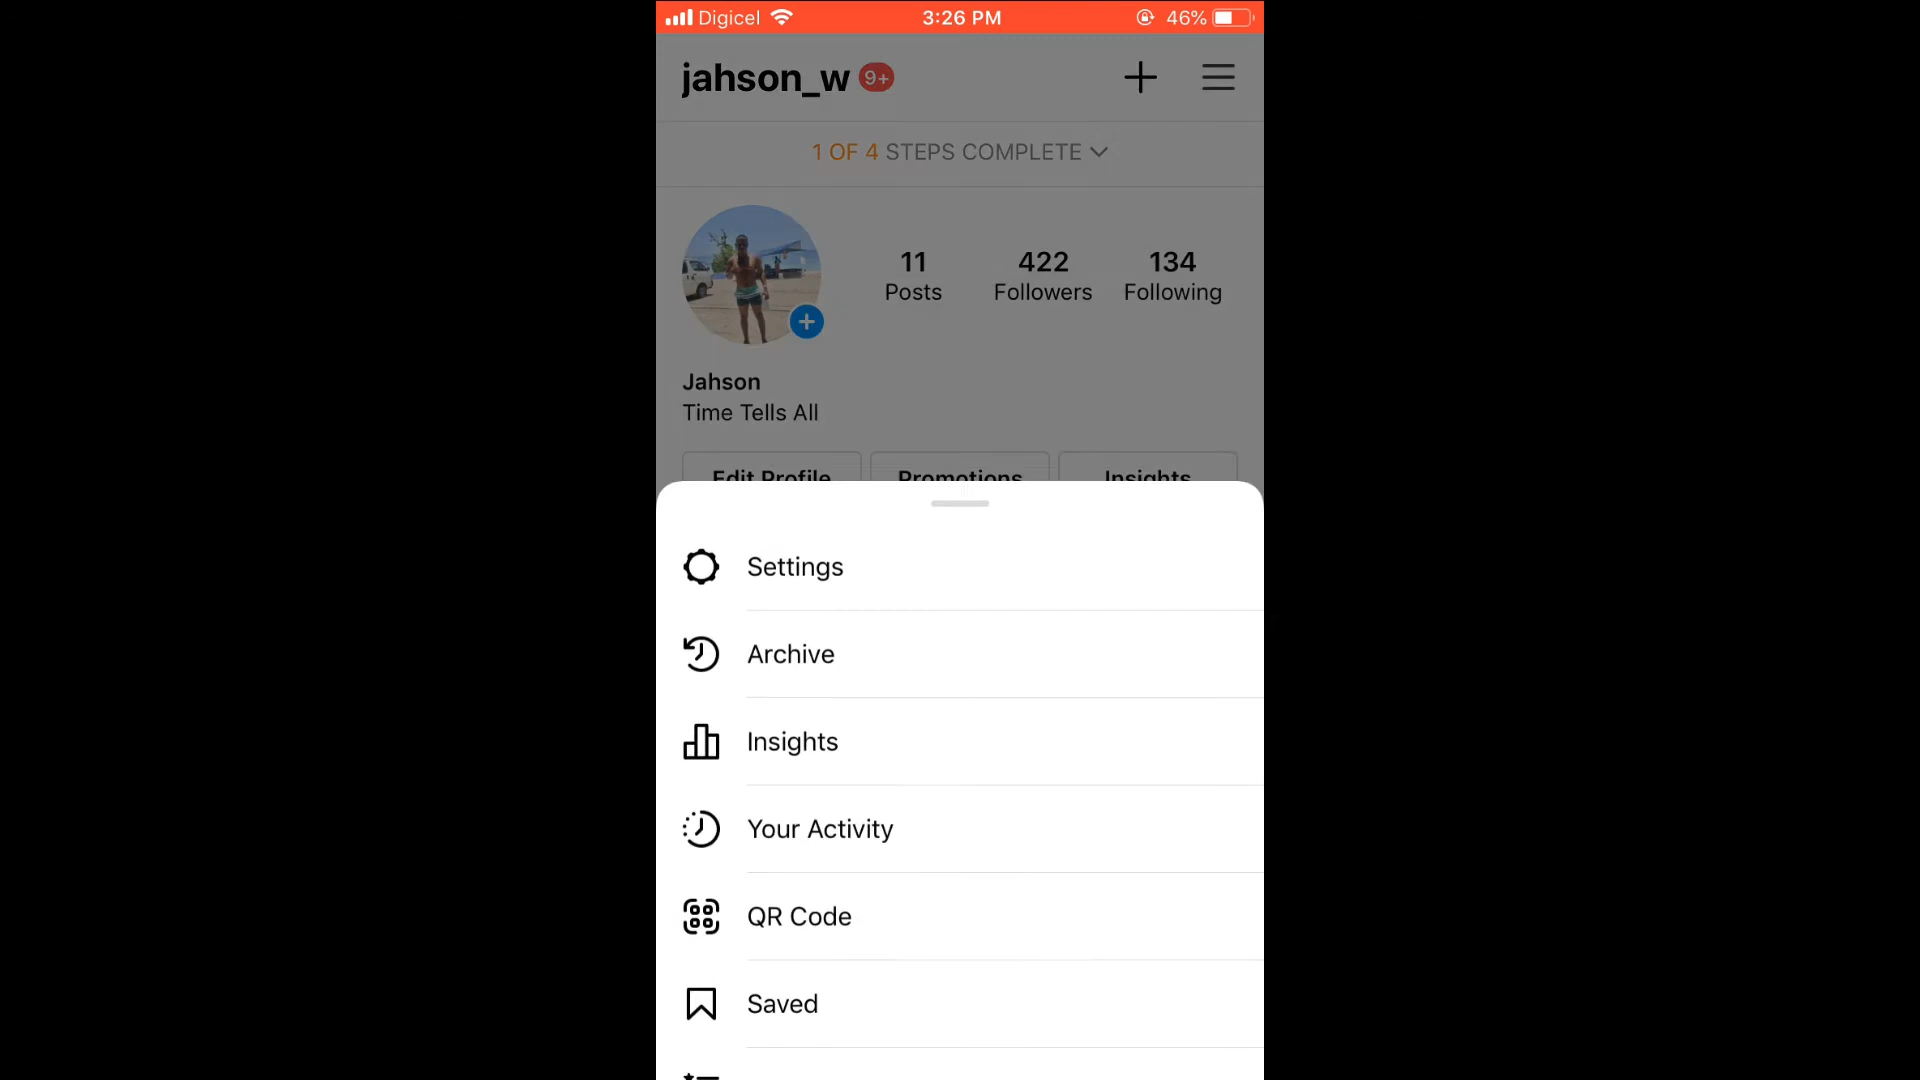 Digicel 3:26 PM 46%
jahson_w 9+
1 OF 4 STEPS COMPLETE
11 422 134
Posts Followers Following
Jahson
Time Tells All
Edit Profile Promotions Insights
Settings
Archive
Insights
Your Activity
QR Code
Saved